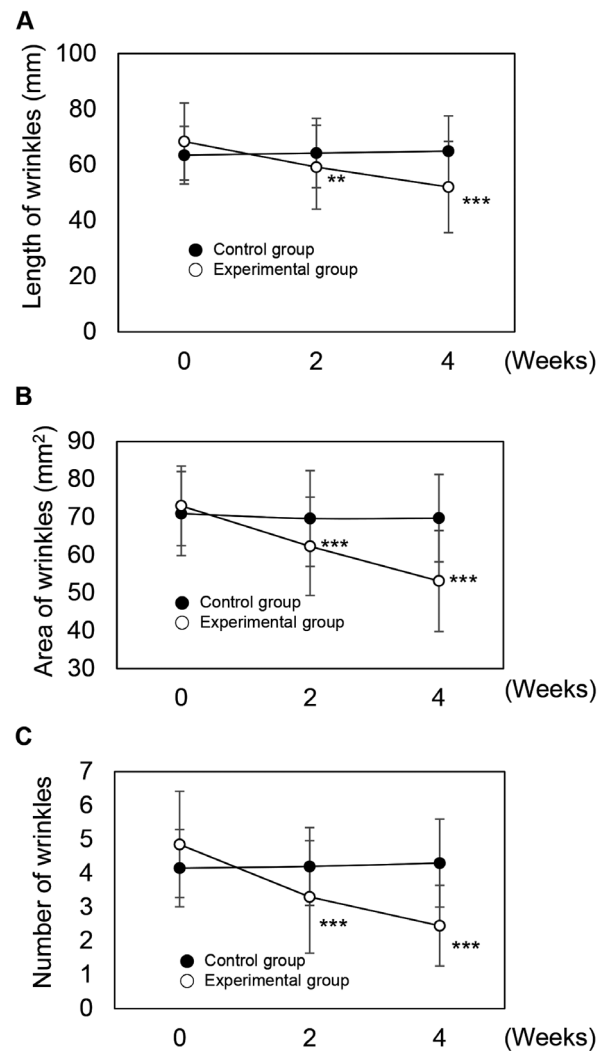 A
Length of wrinkles (mm)
100
80
60
40
20
0
**
***
Control group
Experimental group
0 2 4 (Weeks)
B
Area of wrinkles (mm²)
90
80
70
60
50
40
30
***
***
Control group
Experimental group
0 2 4 (Weeks)
C
Number of wrinkles
7
6
5
4
3
2
1
0
***
***
Control group
Experimental group
0 2 4 (Weeks)